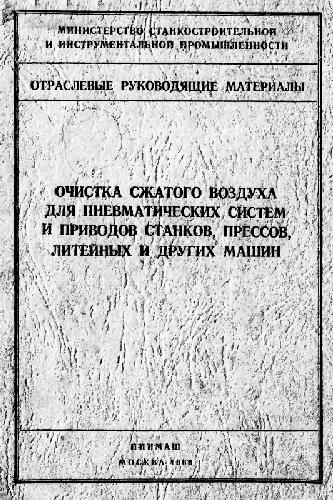 МИНИСТЕРСТВО СТАНКОСТРОИТЕЛЬНОЙ
И ИНСТРУМЕНТАЛЬНОЙ ПРОМЫШЛЕННОСТИ
ОТРАСЛЕВЫЕ РУКОВОДЯЩИЕ МАТЕРИАЛЫ
ОЧИСТКА СЖАТОГО ВОЗДУХА
ДЛЯ ПНЕВМАТИЧЕСКИХ СИСТЕМ
И ПРИВОДОВ СТАНКОВ, ПРЕССОВ,
ЛИТЕЙНЫХ И ДРУГИХ МАШИН
НИИМАШ
МОСКВА